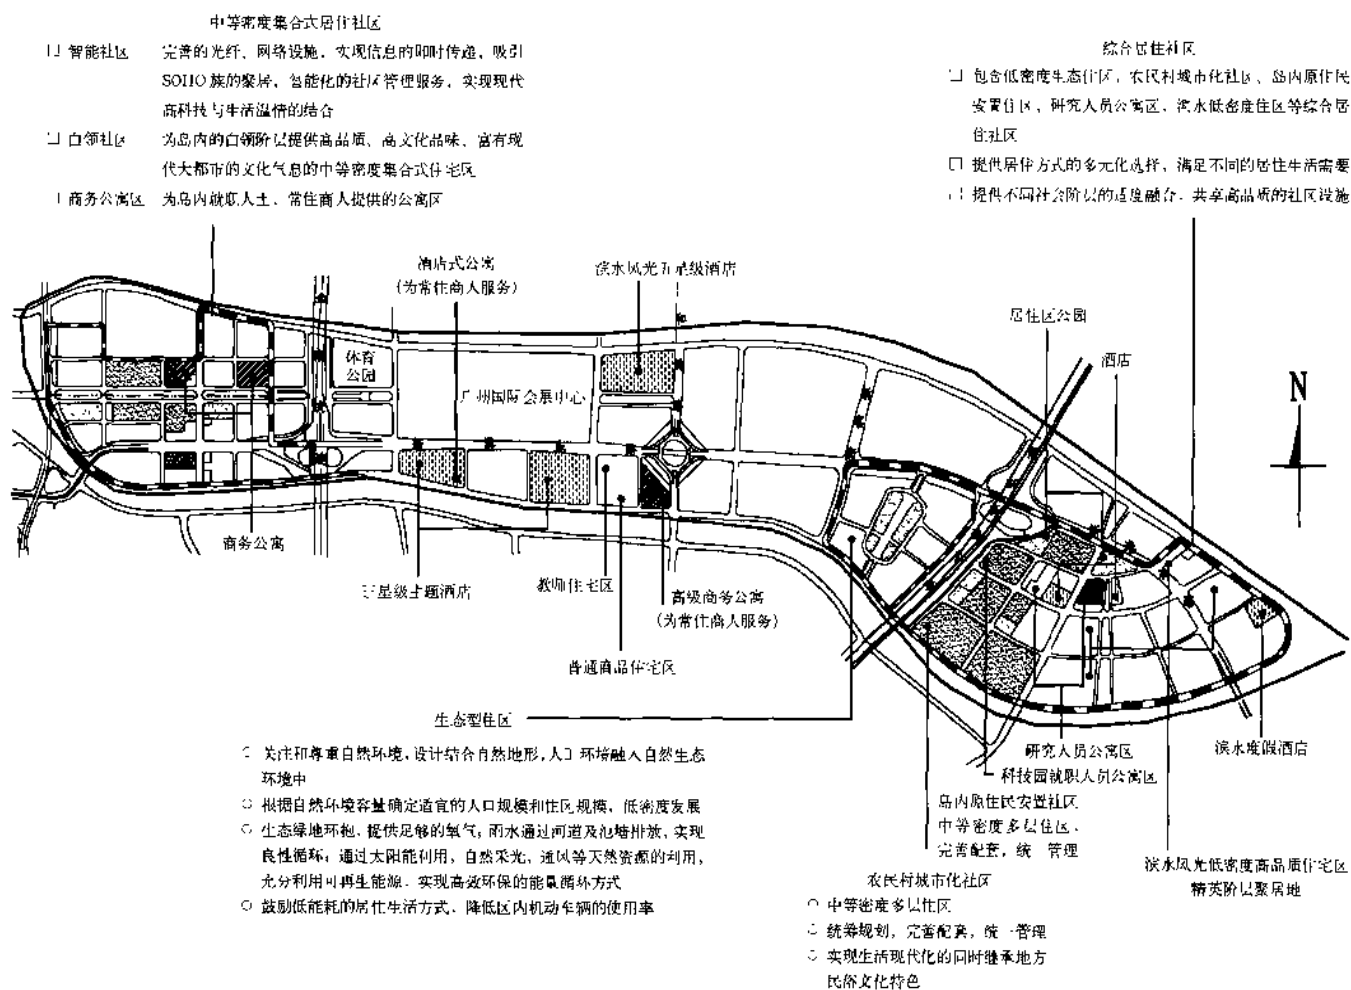 中等密度集合式居住社区
智能社区 完善的光纤、网络设施，实现信息的即时传递，吸引
SOHO族的聚居，智能化的社区管理服务，实现现代
高科技与生活温情的结合
白领社区 为岛内的白领阶层提供高品质、高文化品味、富有现
代大都市的文化气息的中等密度集合式住宅区
商务公寓区 为岛内就职人士、常住商人提供的公寓区
综合居住社区
包含低密度生态住区，农民村城市化社区、岛内原住民
安置住区，研究人员公寓区，滨水低密度住区等综合居
住社区
提供居住方式的多元化选择，满足不同的居住生活需要
提供不同社会阶层的适度融合，共享高品质的社区设施
酒店式公寓
(为常住商人服务)
滨水风光五星级酒店
居住区公园
酒店
体育
公园
广州国际会展中心
N
商务公寓
三星级主题酒店
教师住宅区
高级商务公寓
(为常住商人服务)
普通商品住宅区
生态型住区
关注和尊重自然环境，设计结合自然地形，人工环境融入自然生态
环境中
根据自然环境容量确定适宜的人口规模和住区规模，低密度发展
生态绿地环抱，提供足够的氧气；雨水通过河道及池塘排放，实现
良性循环；通过太阳能利用，自然采光，通风等天然资源的利用，
充分利用可再生能源，实现高效环保的能量循环方式
鼓励低能耗的居住生活方式、降低区内机动车辆的使用率
研究人员公寓区
科技园就职人员公寓区
岛内原住民安置社区
中等密度多层住区，
完善配套，统一管理
滨水度假酒店
滨水风光低密度高品质住宅区
精英阶层聚居地
农民村城市化社区
中等密度多层住区
统筹规划，完善配套，统一管理
实现生活现代化的同时继承地方
民俗文化特色